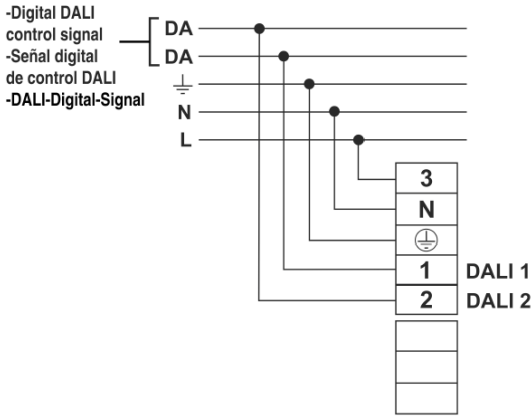 -Digital DALI
control signal
-Señal digital
de control DALI
-DALI-Digital-Signal
DA
DA
N
L
3
N
1 DALI 1
2 DALI 2